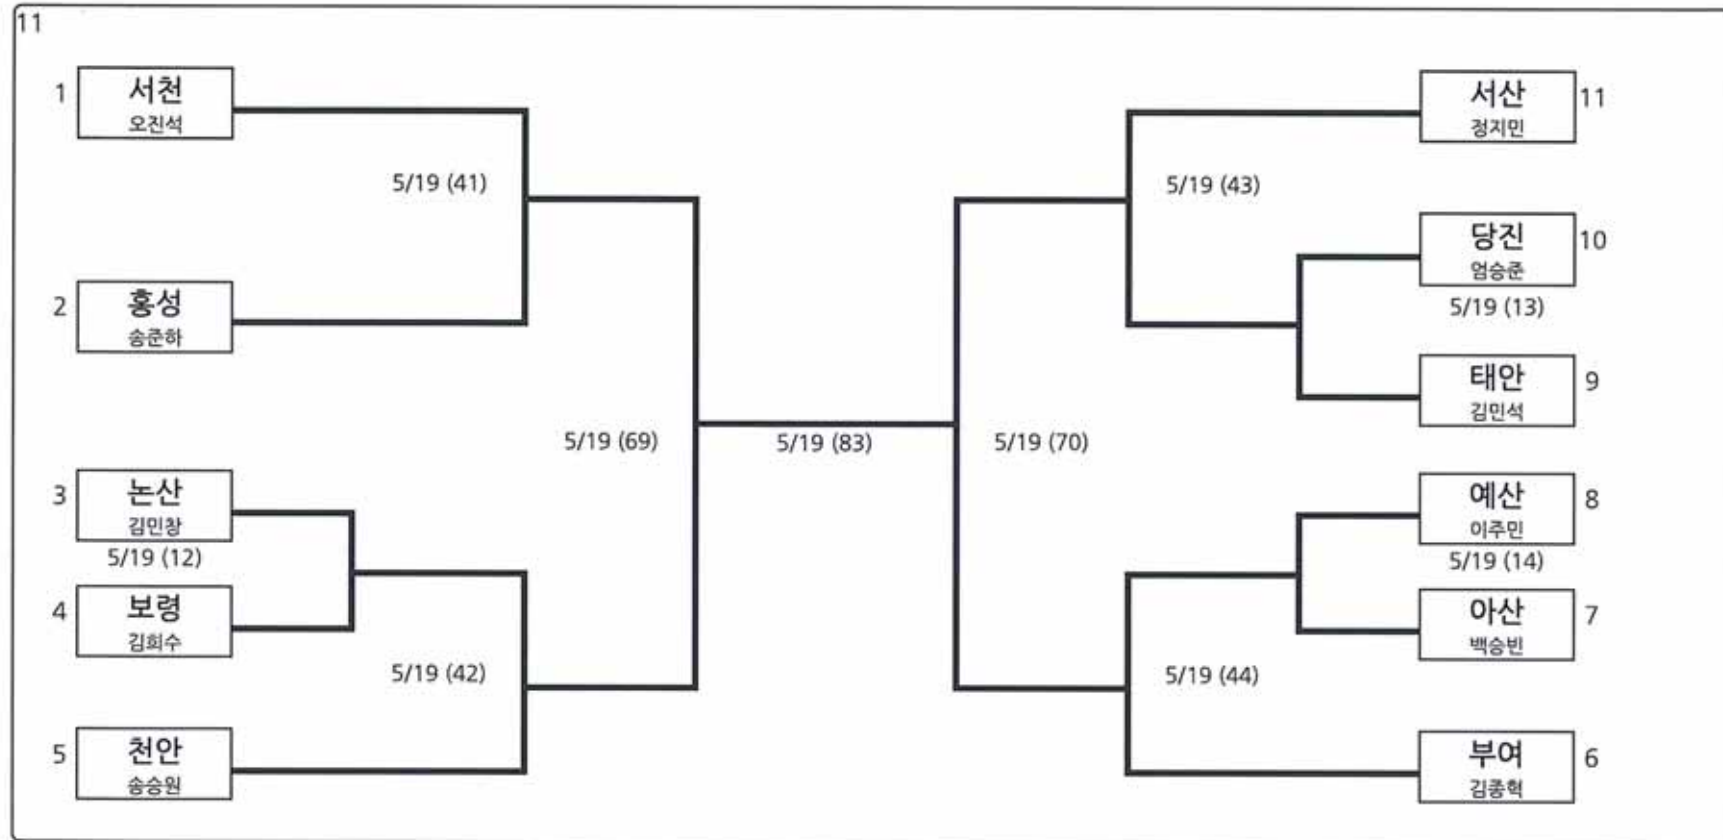 11
1
서천
오진석
5/19 (41)
2
홍성
송준하
5/19 (69)
3
논산
김민창
5/19 (12)
4
보령
김희수
5/19 (42)
5
천안
송승원
5/19 (83)
서산
정지민
11
5/19 (43)
당진
엄승준
10
5/19 (13)
태안
김민석
9
5/19 (70)
예산
이주민
8
5/19 (14)
아산
백승빈
7
5/19 (44)
부여
김종혁
6